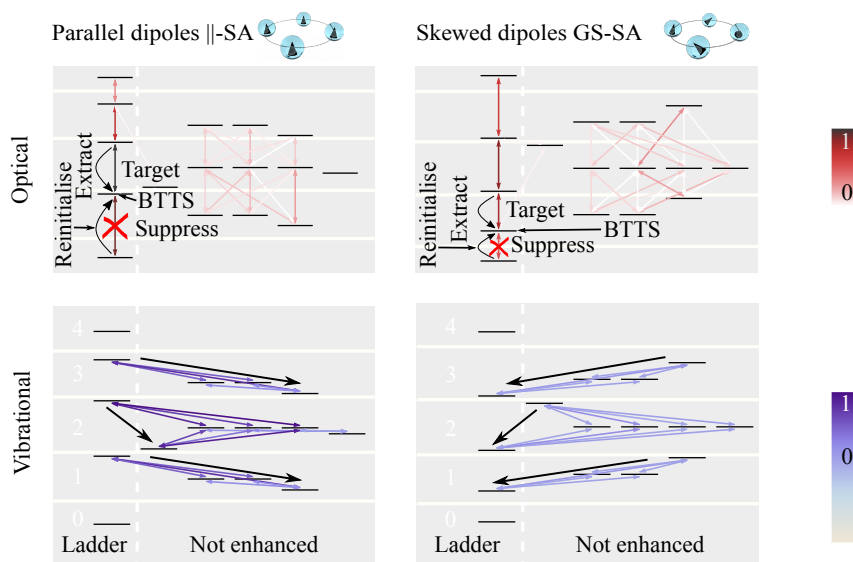 Parallel dipoles ||-SA
Skewed dipoles GS-SA
Optical
Reinitialise
Extract
Target
BTTS
Suppress
Reinitialise
Extract
Target
BTTS
Suppress
1
0
Vibrational
4
3
2
1
0
4
3
2
1
0
1
0
Ladder
Not enhanced
Ladder
Not enhanced